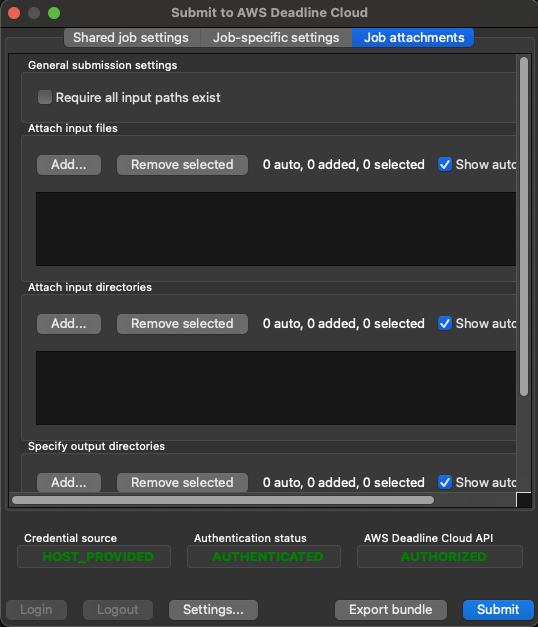 Submit to AWS Deadline Cloud
Shared job settings Job-specific settings Job attachments
General submission settings
Require all input paths exist
Attach input files
Add... Remove selected 0 auto, 0 added, 0 selected Show auto
Attach input directories
Add... Remove selected 0 auto, 0 added, 0 selected Show auto
Specify output directories
Add... Remove selected 0 auto, 0 added, 0 selected Show auto
Credential source Authentication status AWS Deadline Cloud API
HOST_PROVIDED AUTHENTICATED AUTHORIZED
Login Logout Settings... Export bundle Submit